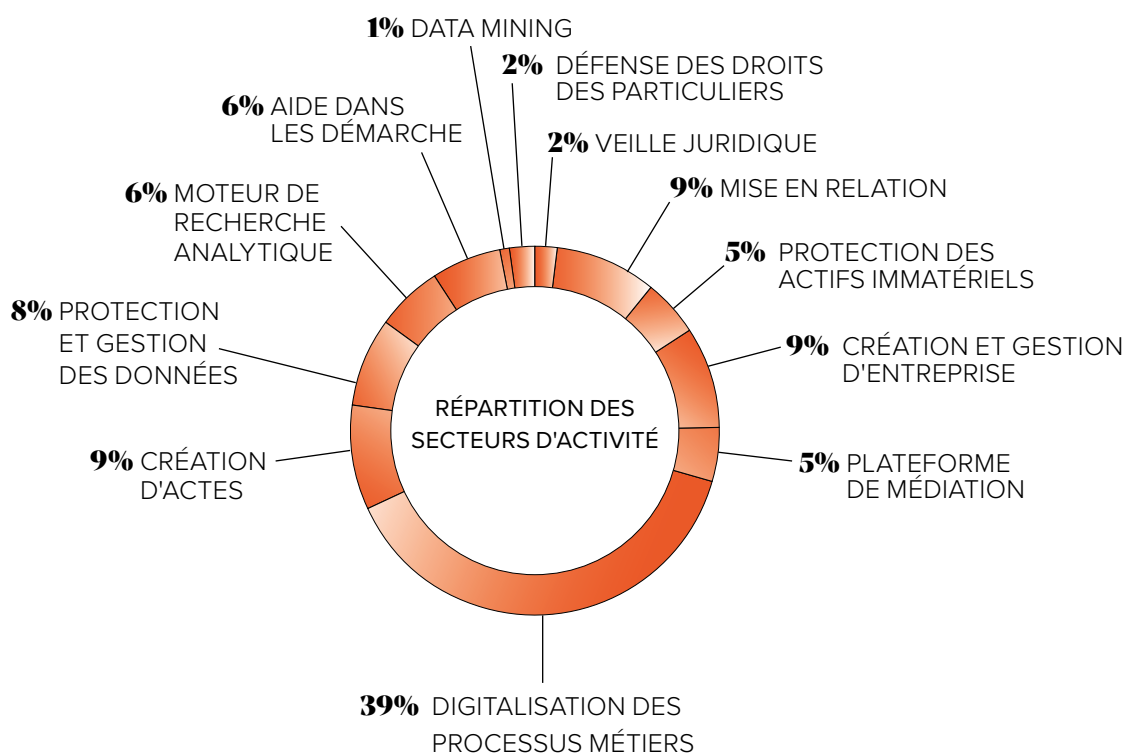 1% DATA MINING
2% DÉFENSE DES DROITS
DES PARTICULIERS
6% AIDE DANS
LES DÉMARCHE
2% VEILLE JURIDIQUE
6% MOTEUR DE
RECHERCHE
ANALYTIQUE
9% MISE EN RELATION
5% PROTECTION DES
ACTIFS IMMATÉRIELS
8% PROTECTION
ET GESTION
DES DONNÉES
9% CRÉATION ET GESTION
D'ENTREPRISE
RÉPARTITION DES
SECTEURS D'ACTIVITÉ
9% CRÉATION
D'ACTES
5% PLATEFORME
DE MÉDIATION
39% DIGITALISATION DES
PROCESSUS MÉTIERS